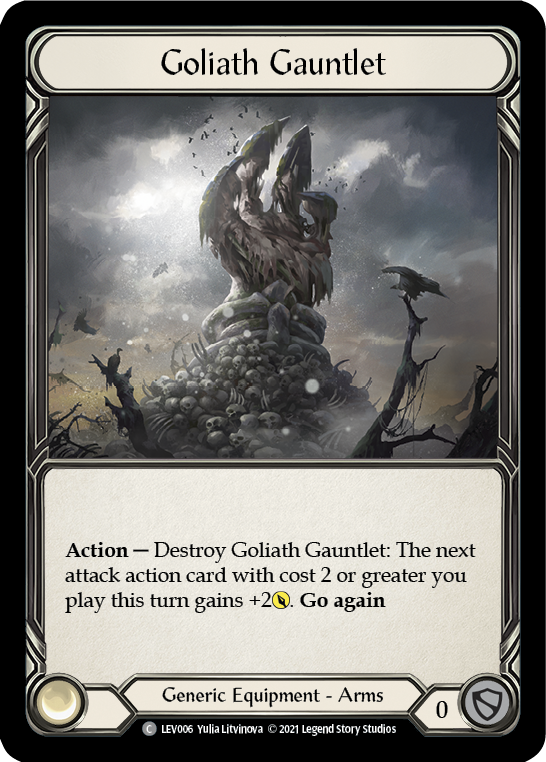 Goliath Gauntlet
Action — Destroy Goliath Gauntlet: The next
attack action card with cost 2 or greater you
play this turn gains +2. Go again
Generic Equipment - Arms
0
C LEV006 Yulia Litvinova © 2021 Legend Story Studios